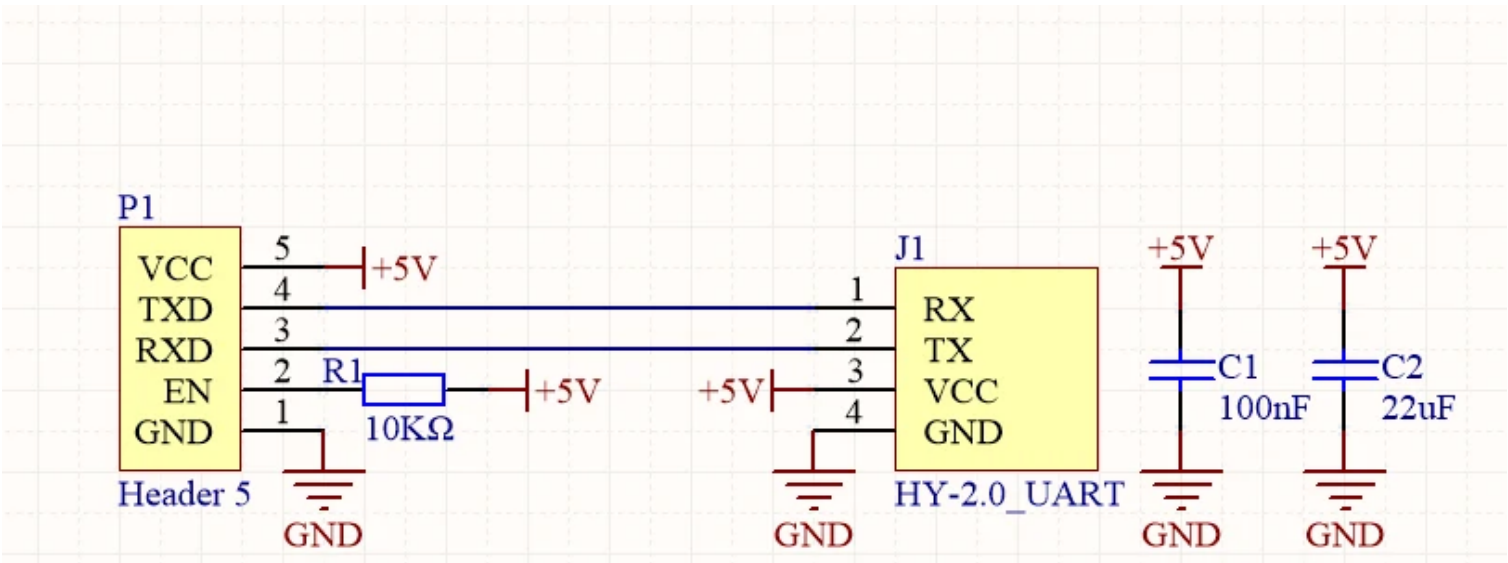 P1
VCC 5 +5V
TXD 4
RXD 3
EN 2 R1 10KΩ +5V
GND 1
Header 5
GND
J1
1 RX
2 TX
+5V 3 VCC
4 GND
HY-2.0_UART
GND
+5V
C1
100nF
GND
+5V
C2
22uF
GND